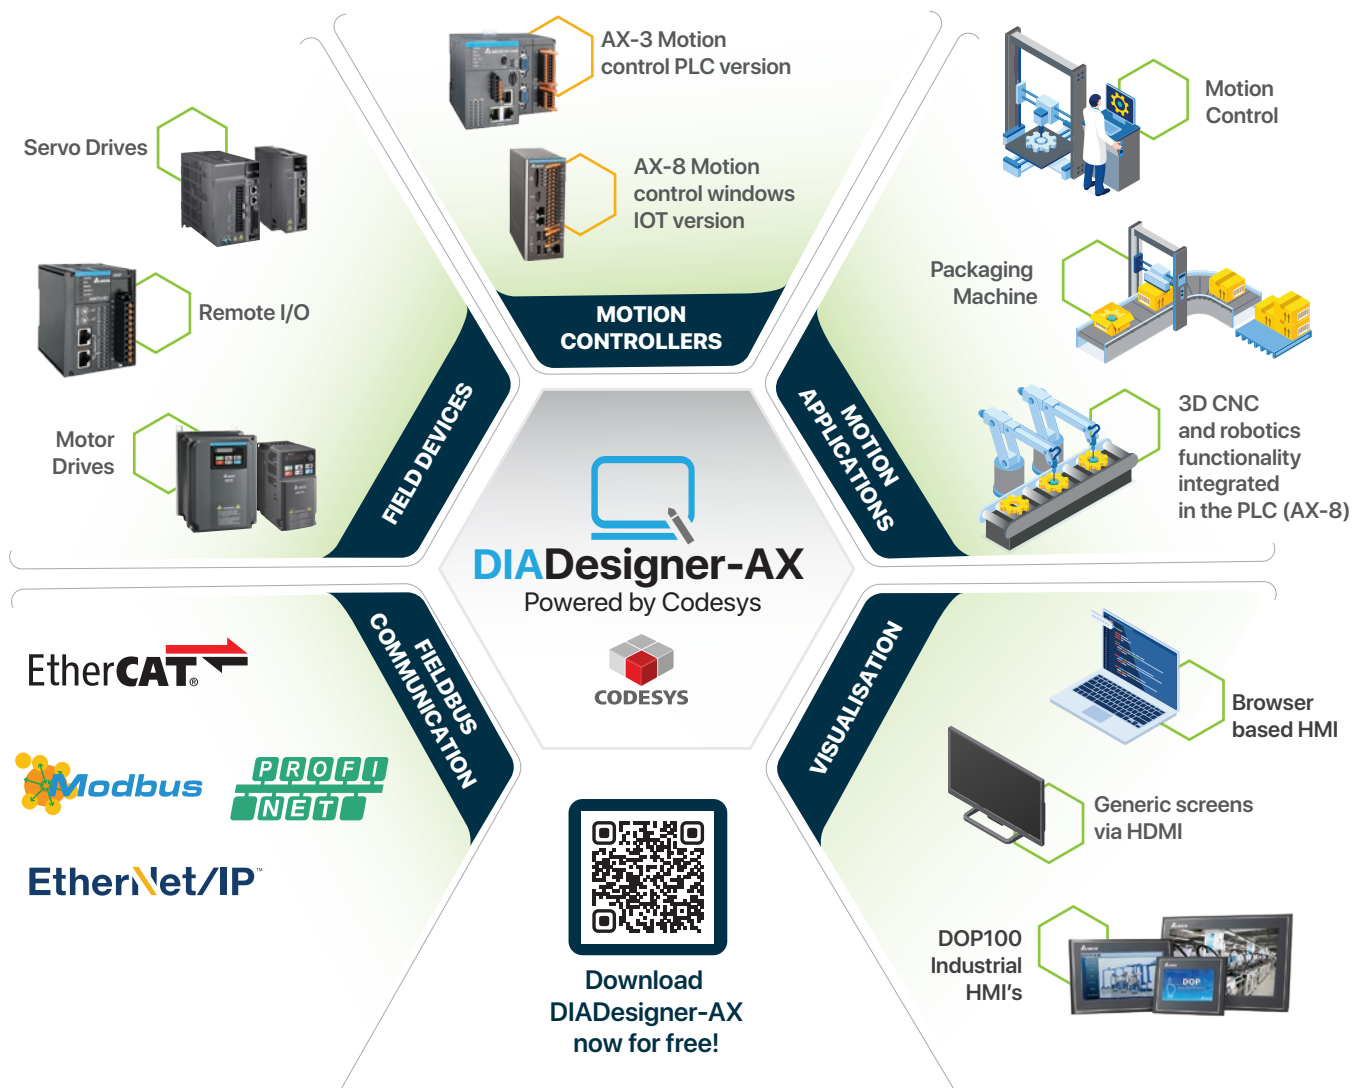 AX-3 Motion
control PLC version
AX-8 Motion
control windows
IOT version
MOTION
CONTROLLERS
Servo Drives
Remote I/O
Motor
Drives
FIELD DEVICES
Motion
Control
Packaging
Machine
3D CNC
and robotics
functionality
integrated
in the PLC (AX-8)
MOTION
APPLICATIONS
DIADesigner-AX
Powered by Codesys
CODESYS
FIELDBUS
COMMUNICATION
EtherCAT®
Modbus
PROFI
NET
EtherNet/IP™
VISUALISATION
Browser
based HMI
Generic screens
via HDMI
DOP100
Industrial
HMI's
DOP
Download
DIADesigner-AX
now for free!